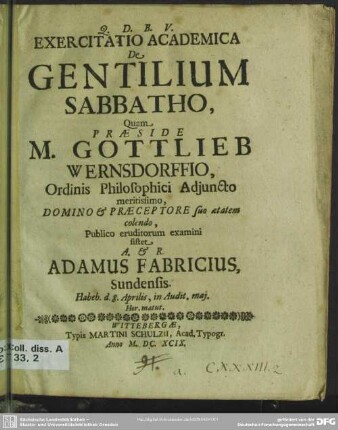 Q. D. B. V.
EXERCITATIO ACADEMICA
De
GENTILIUM
SABBATHO,
Quam
PRÆSIDE
M. GOTTLIEB
WERNSDORFFIO,
Ordinis Philosophici Adjuncto
meritissimo,
DOMINO & PRÆCEPTORE suo ætatem
colendo,
Publico eruditorum examini
sistet
A. & R.
ADAMUS FABRICIUS,
Sundensis.
Habeb. d. 8. Aprilis, in Audit. maj.
Hor. matut.
WITTEBERGÆ,
Typis MARTINI SCHULZII, Acad. Typogr.
Anno M. DC. XCIX.
Coll. diss. A
33, 2
a. CXXXIII. 2